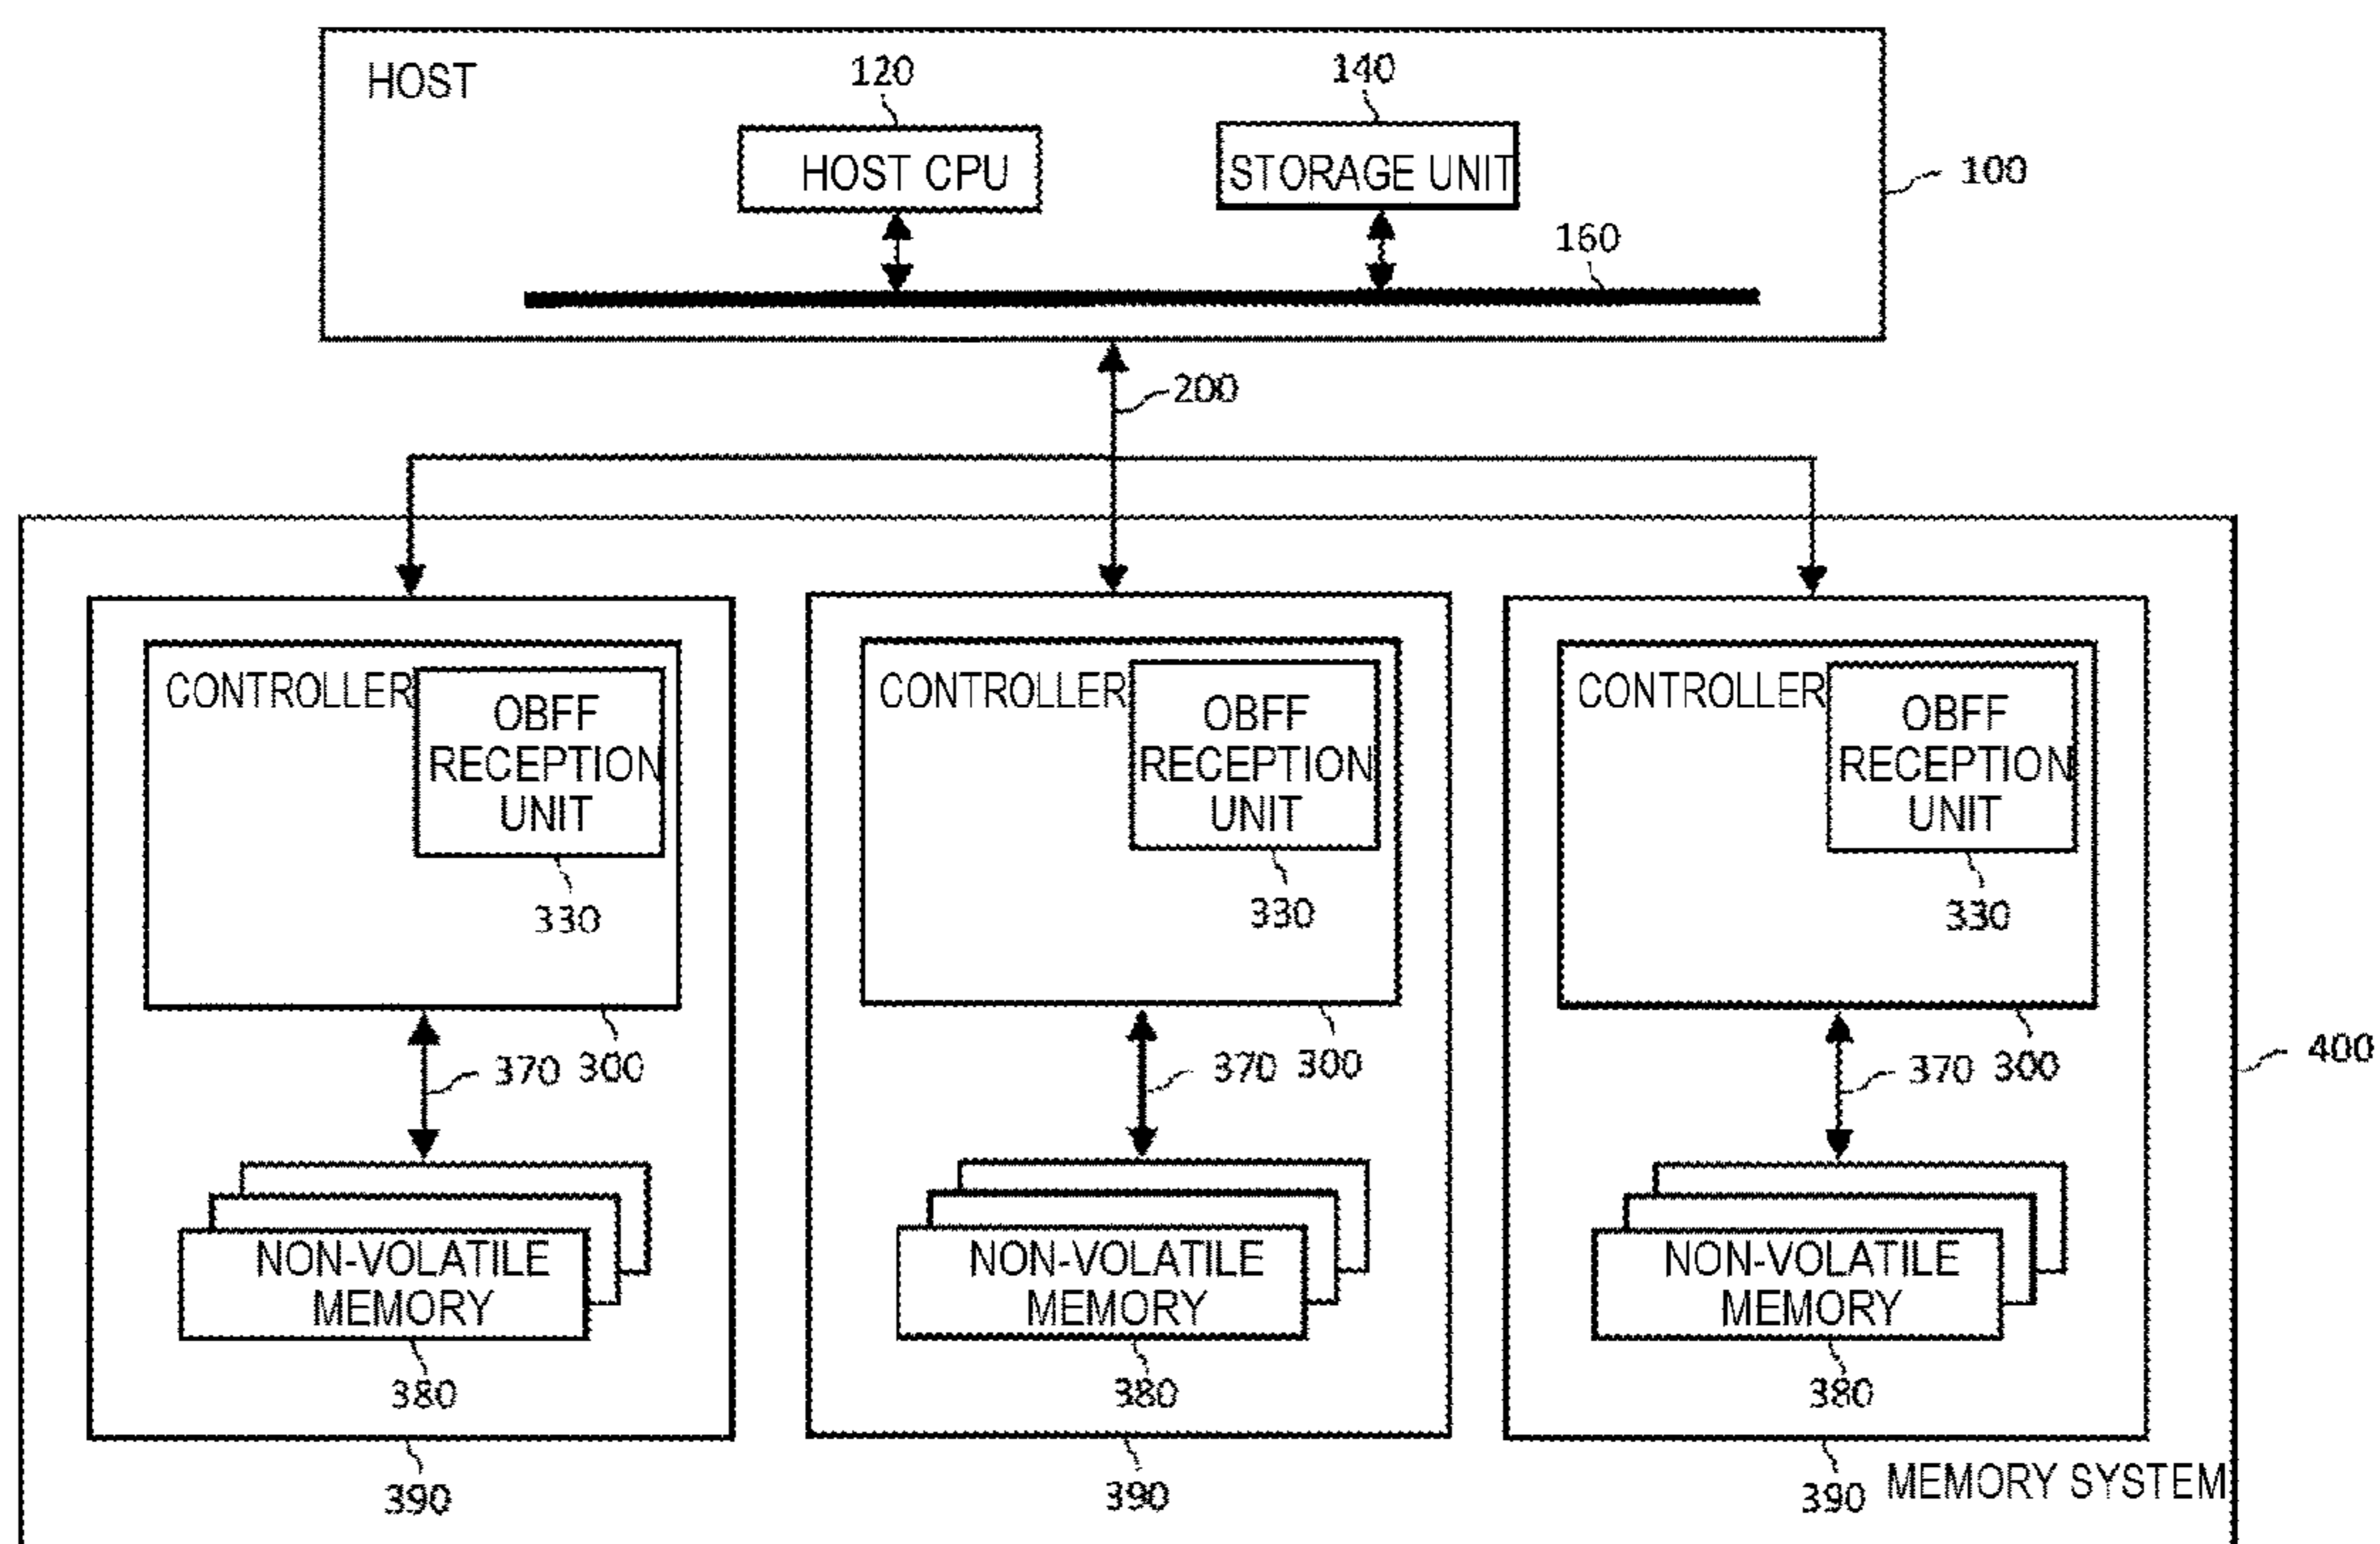 HOST
120
140
HOST CPU
STORAGE UNIT
100
160
200
CONTROLLER
OBFF
RECEPTION
UNIT
330
CONTROLLER
OBFF
RECEPTION
UNIT
330
CONTROLLER
OBFF
RECEPTION
UNIT
330
370 300
370 300
370 300
400
NON-VOLATILE
MEMORY
380
NON-VOLATILE
MEMORY
380
NON-VOLATILE
MEMORY
380
390
390
390
MEMORY SYSTEM